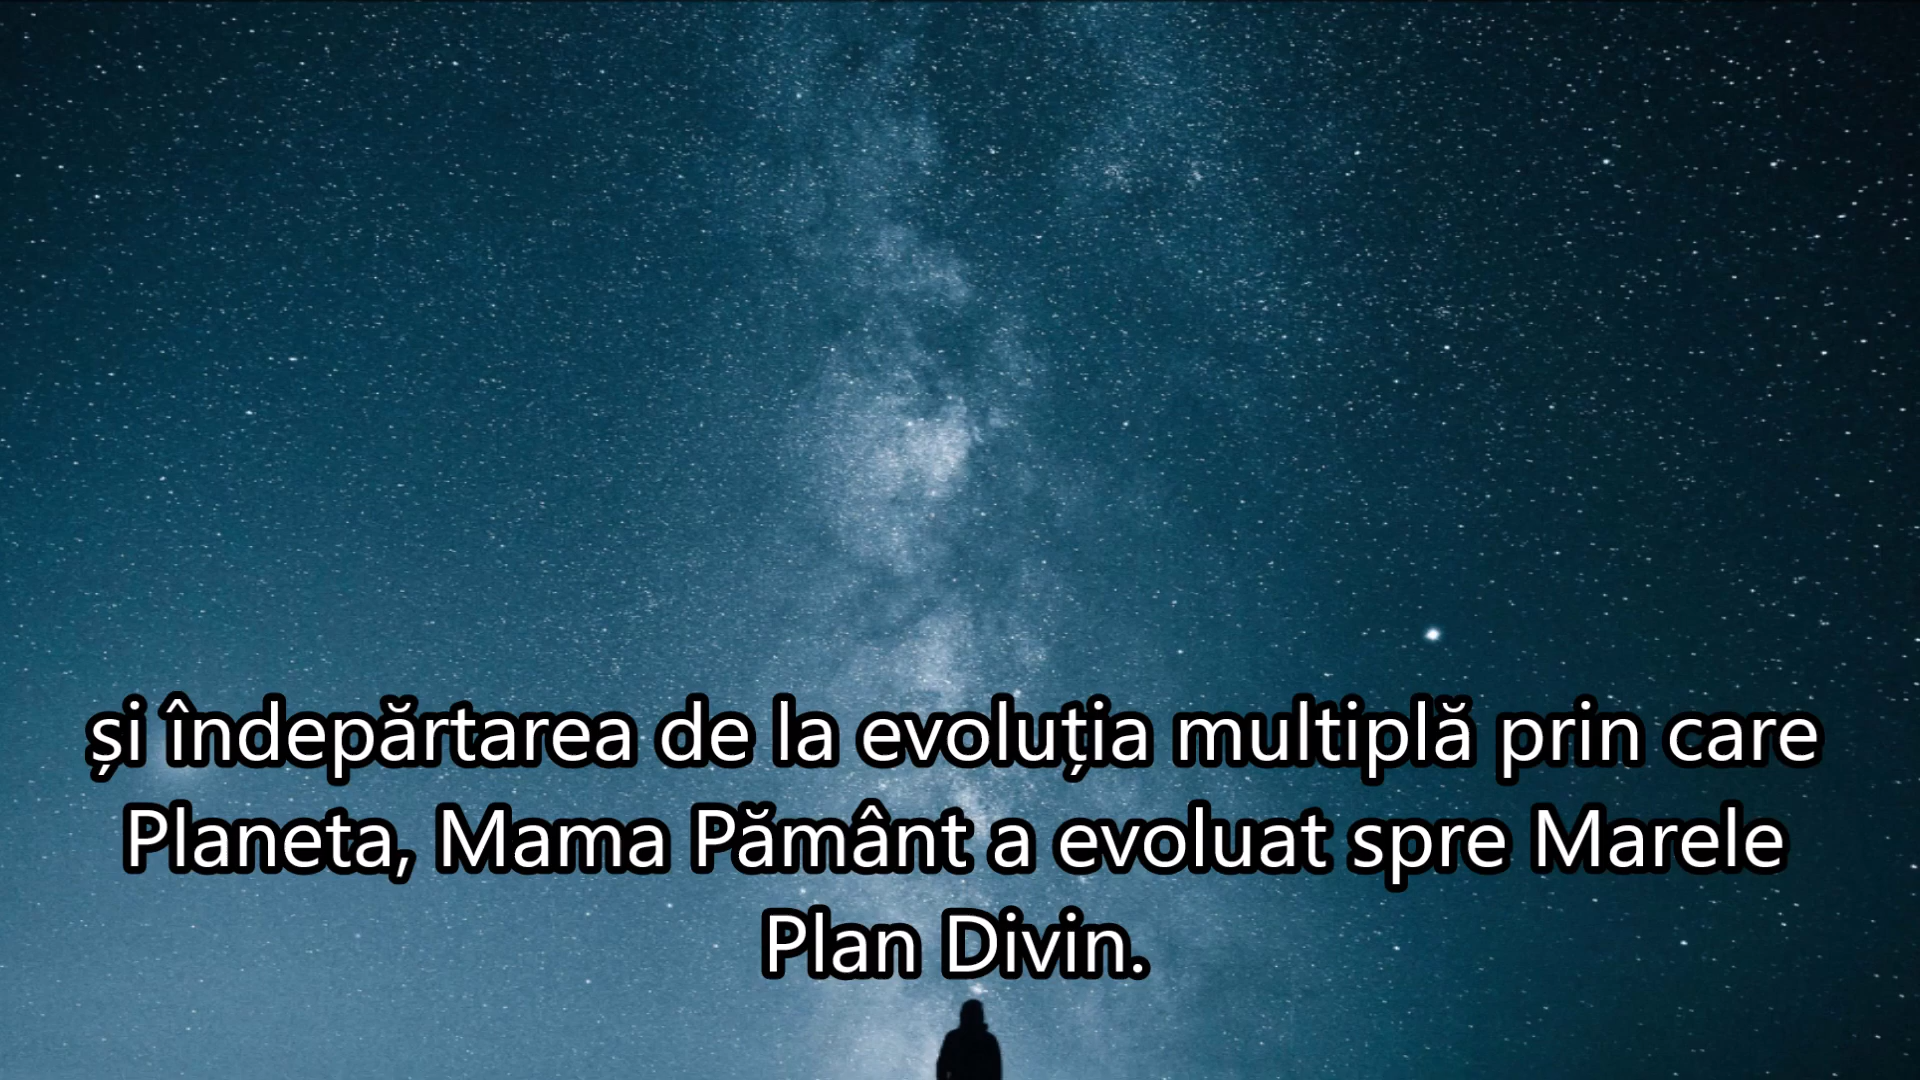 și îndepărtarea de la evoluția multiplă prin care
Planeta, Mama Pământ a evoluat spre Marele
Plan Divin.